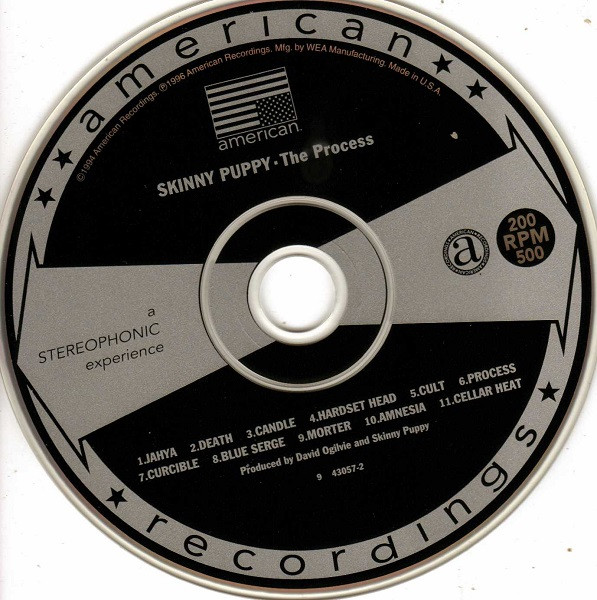 american
©1994 American Recordings. ℗1996 American Recordings. Mfg. by WEA Manufacturing. Made in U.S.A.
american
SKINNY PUPPY · The Process
a
200
RPM
500
a
STEREOPHONIC
experience
1.JAHYA 2.DEATH 3.CANDLE 4.HARDSET HEAD 5.CULT 6.PROCESS
7.CURCIBLE 8.BLUE SERGE 9.MORTER 10.AMNESIA 11.CELLAR HEAT
Produced by David Ogilvie and Skinny Puppy
9 43057-2
recordings